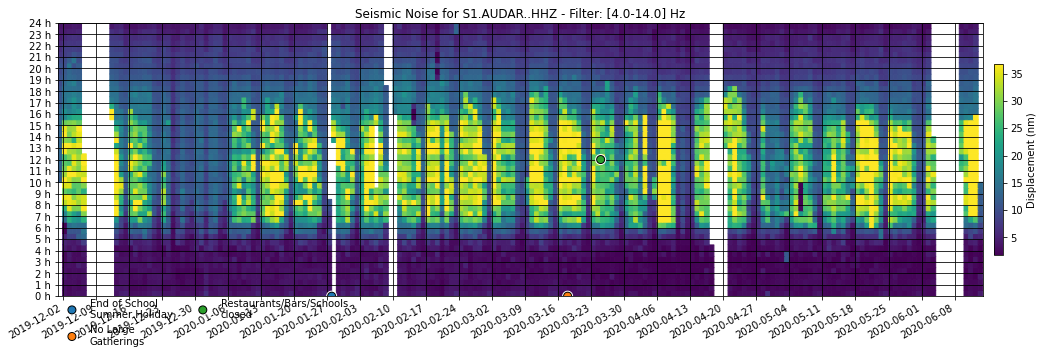 Seismic Noise for S1.AUDAR..HHZ - Filter: [4.0-14.0] Hz
24 h
23 h
22 h
21 h
20 h
19 h
18 h
17 h
16 h
15 h
14 h
13 h
12 h
11 h
10 h
9 h
8 h
7 h
6 h
5 h
4 h
3 h
2 h
1 h
0 h
35
30
25
20
15
10
5
Displacement (nm)
2019-12-02
2019-12-30
2020-01-20
2020-01-27
2020-02-03
2020-02-10
2020-02-17
2020-02-24
2020-03-02
2020-03-09
2020-03-16
2020-03-23
2020-03-30
2020-04-06
2020-04-13
2020-04-20
2020-04-27
2020-05-04
2020-05-11
2020-05-18
2020-05-25
2020-06-01
2020-06-08
End of School
Summer Holiday
No Large
Gatherings
Restaurants/Bars/Schools
closed